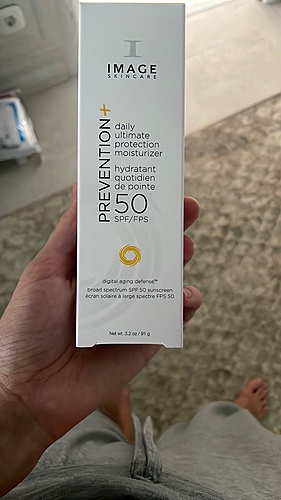 I
IMAGE
SKINCARE
PREVENTION+
daily
ultimate
protection
moisturizer
hydratant
quotidien
de pointe
50
SPF/FPS
digital aging defense™
broad spectrum SPF 50 sunscreen
écran solaire à large spectre FPS 50
Net wt. 3.2 oz / 91 g